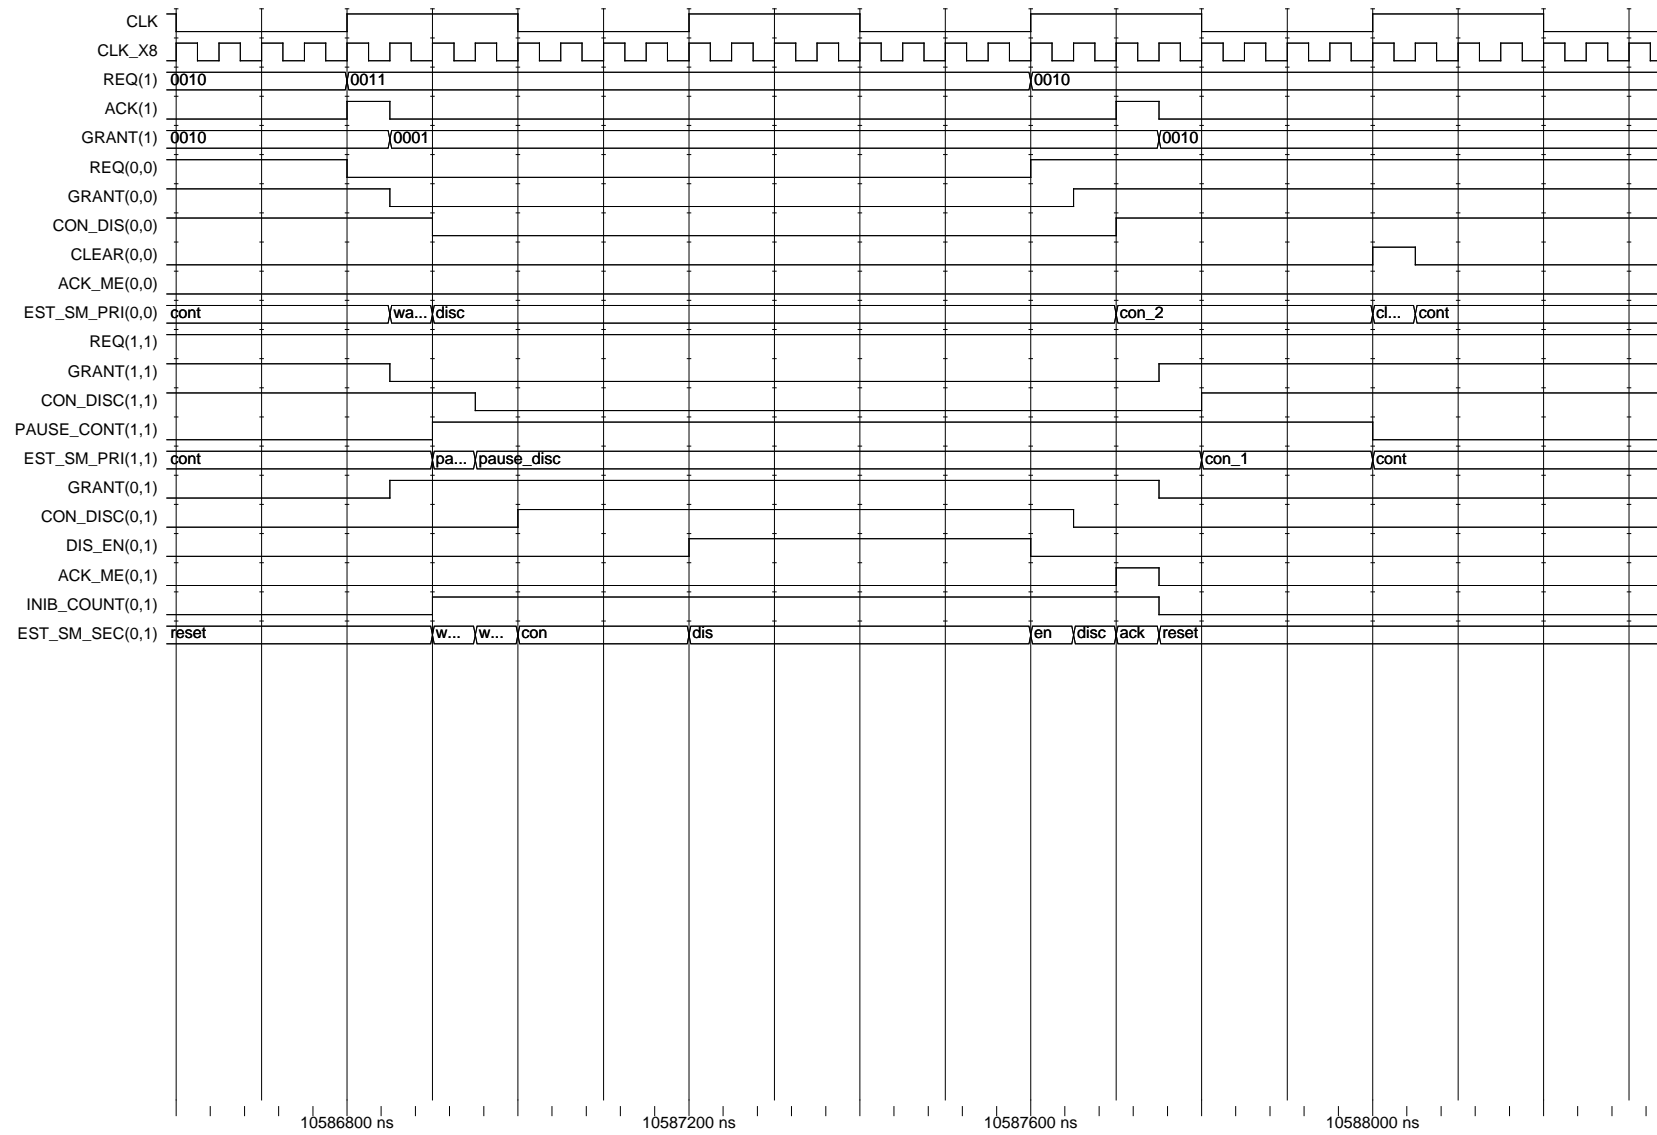 CLK
CLK_X8
REQ(1) 0010 0011 0010
ACK(1)
GRANT(1) 0010 0001 0010
REQ(0,0)
GRANT(0,0)
CON_DIS(0,0)
CLEAR(0,0)
ACK_ME(0,0)
EST_SM_PRI(0,0) cont wa... disc con_2 cl... cont
REQ(1,1)
GRANT(1,1)
CON_DISC(1,1)
PAUSE_CONT(1,1)
EST_SM_PRI(1,1) cont pa... pause_disc con_1 cont
GRANT(0,1)
CON_DISC(0,1)
DIS_EN(0,1)
ACK_ME(0,1)
INIB_COUNT(0,1)
EST_SM_SEC(0,1) reset w... w... con dis en disc ack reset
10586800 ns 10587200 ns 10587600 ns 10588000 ns